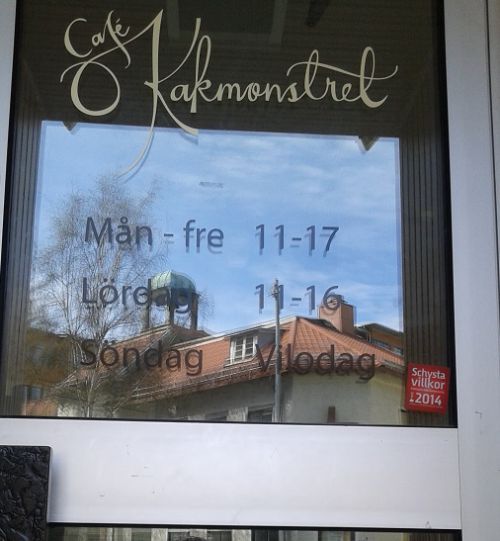 Café Kakmonstret
Mån - fre 11-17
Lördag 11-16
Söndag Vilodag
Schysta
villkor
2014